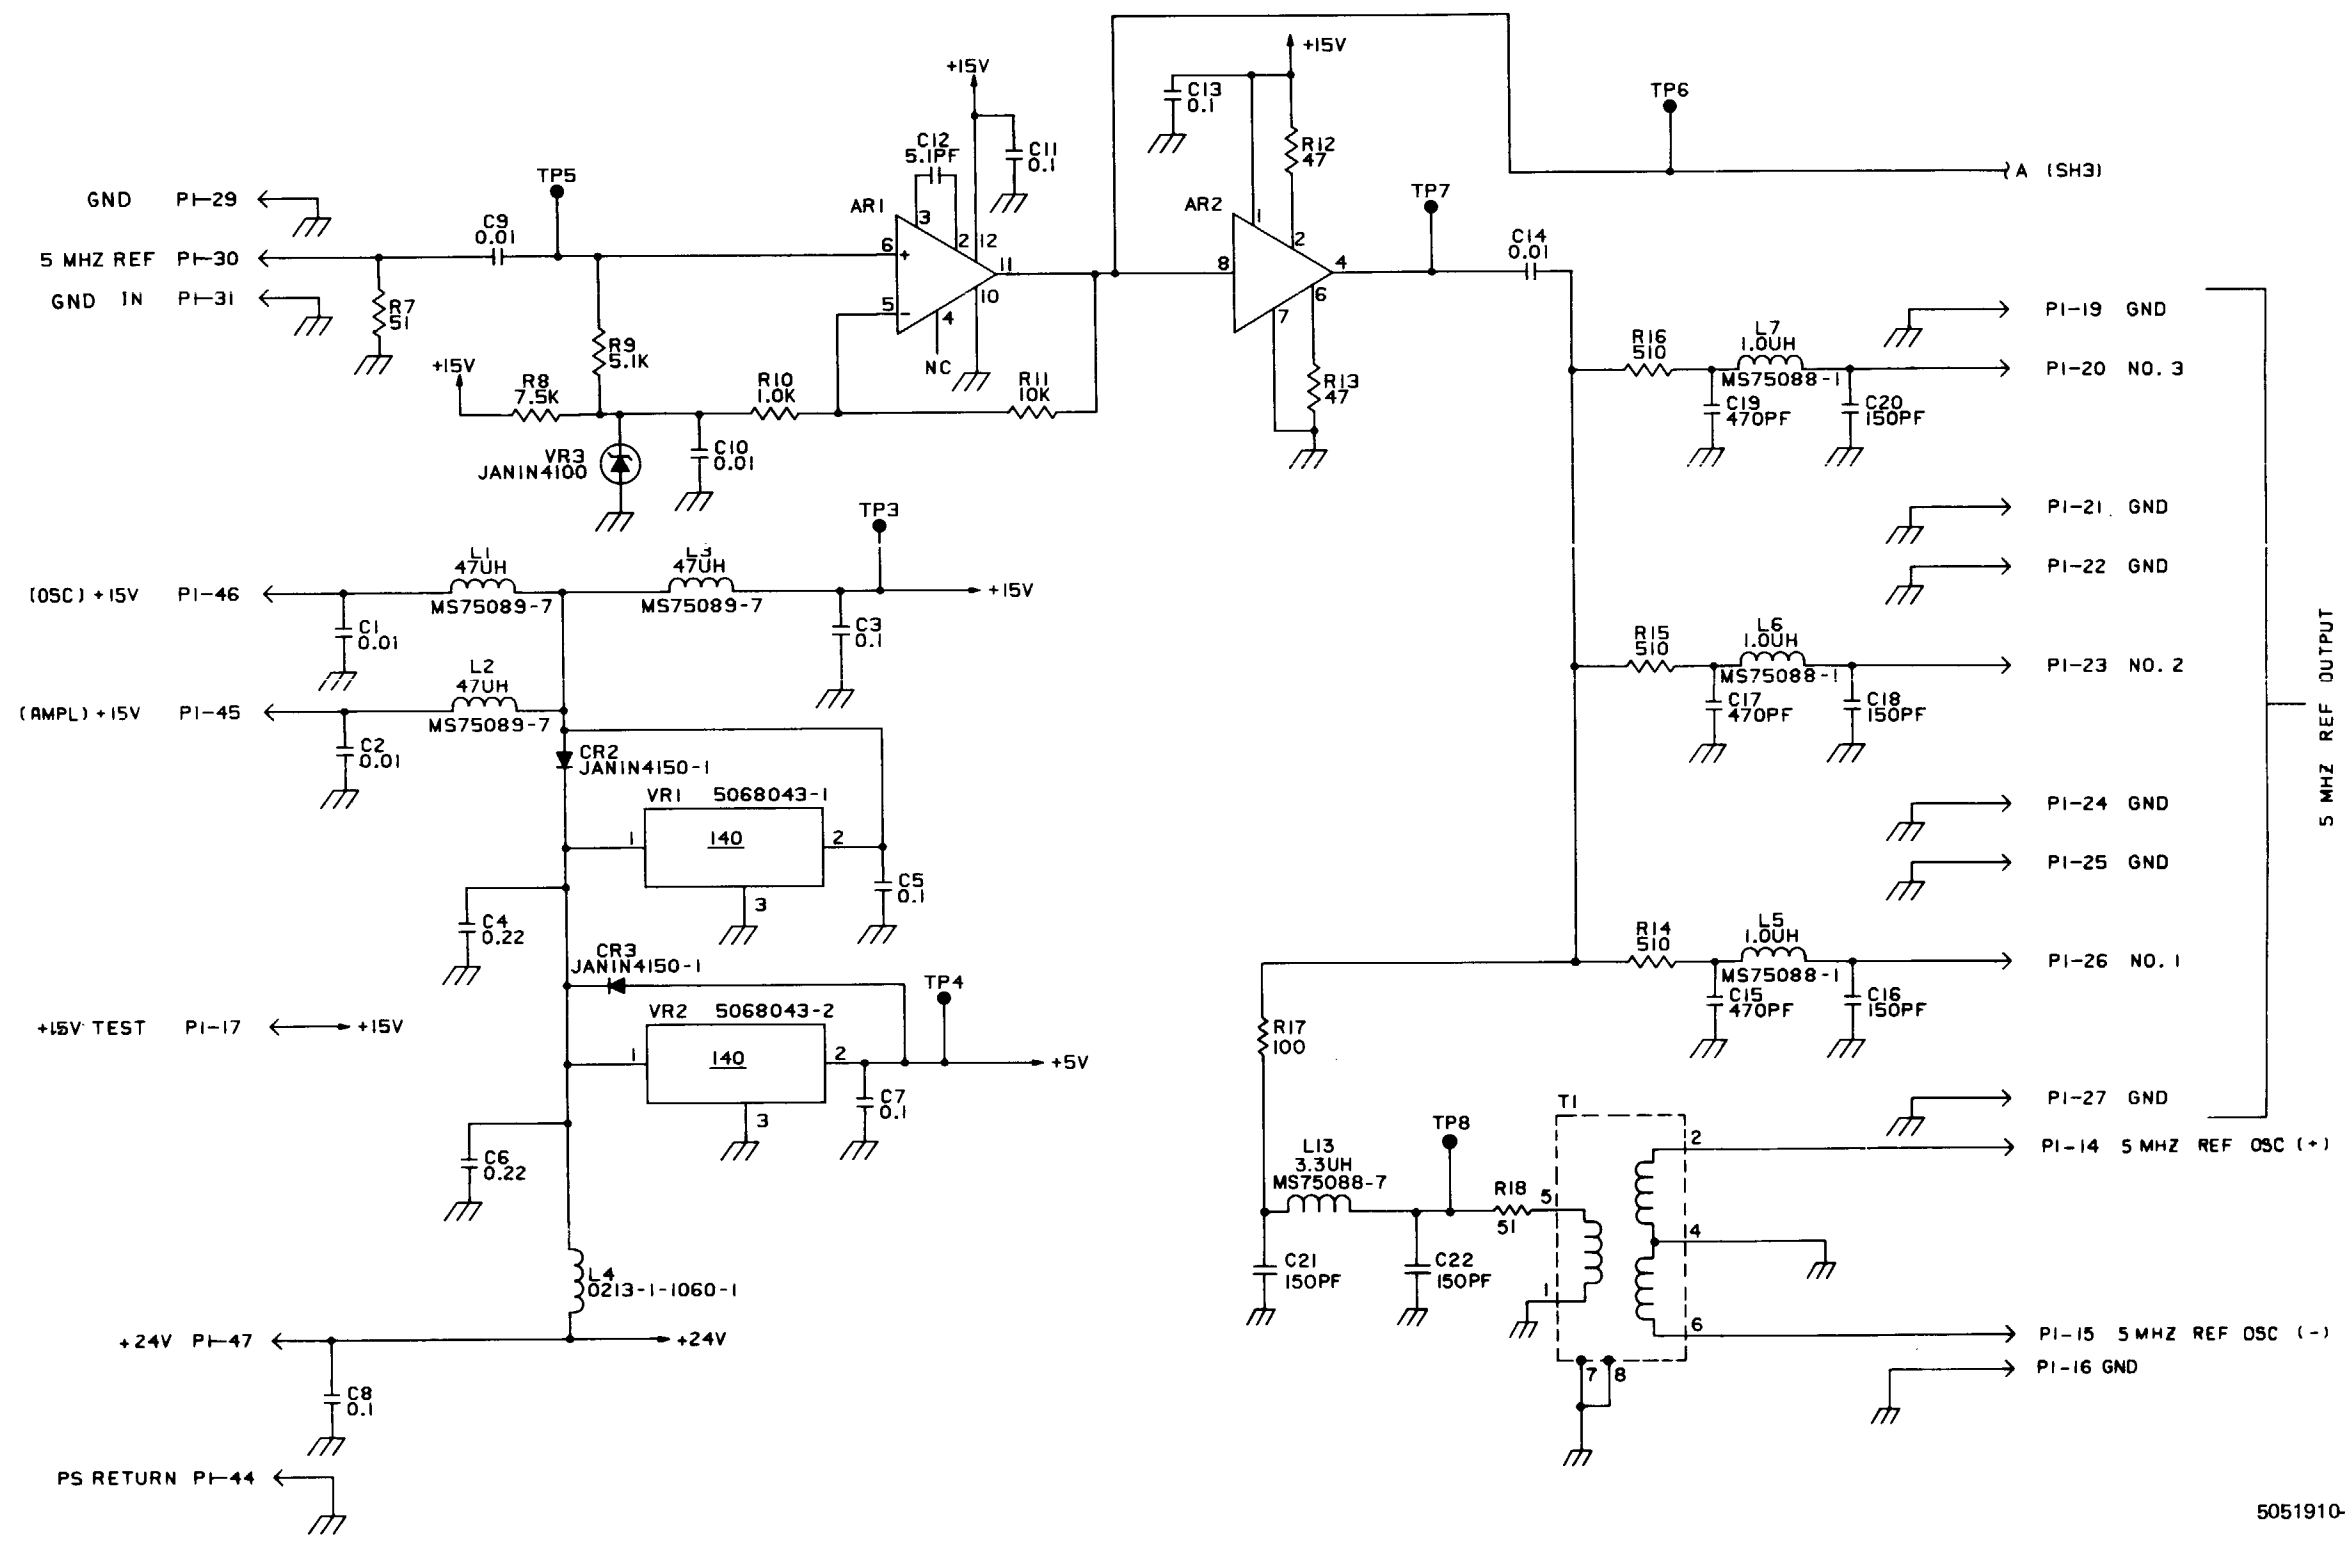 +15V
C13
0.1
TP6
R12
47
A (SH3)
+15V
C11
0.1
C12
5.1PF
TP5
AR1
3
2
12
6
+
11
5
−
10
4
NC
GND P1-29
5 MHZ REF P1-30
GND IN P1-31
C9
0.01
R7
51
R9
5.1K
+15V
R8
7.5K
R10
1.0K
R11
10K
VR3
JAN1N4100
C10
0.01
AR2
1
2
8
4
6
7
R13
47
TP7
C14
0.01
P1-19 GND
R16
510
L7
1.0UH
MS75088-1
P1-20 NO. 3
C19
470PF
C20
150PF
P1-21 GND
P1-22 GND
R15
510
L6
1.0UH
MS75088-1
P1-23 NO. 2
C17
470PF
C18
150PF
P1-24 GND
P1-25 GND
R14
510
L5
1.0UH
MS75088-1
P1-26 NO. 1
C15
470PF
C16
150PF
P1-27 GND
5 MHZ REF OUTPUT
TP3
(OSC) +15V P1-46
L1
47UH
MS75089-7
L3
47UH
MS75089-7
+15V
C1
0.01
C3
0.1
(AMPL) +15V P1-45
L2
47UH
MS75089-7
C2
0.01
CR2
JAN1N4150-1
VR1 5068043-1
1
140
2
3
C5
0.1
C4
0.22
CR3
JAN1N4150-1
TP4
+15V TEST P1-17
+15V
VR2 5068043-2
1
140
2
3
+5V
C7
0.1
C6
0.22
L4
0213-1-1060-1
+24V P1-47
+24V
C8
0.1
PS RETURN P1-44
R17
100
L13
3.3UH
MS75088-7
TP8
R18
51
C21
150PF
C22
150PF
T1
5
1
2
4
6
7
8
P1-14 5 MHZ REF OSC (+)
P1-15 5 MHZ REF OSC (-)
P1-16 GND
5051910-